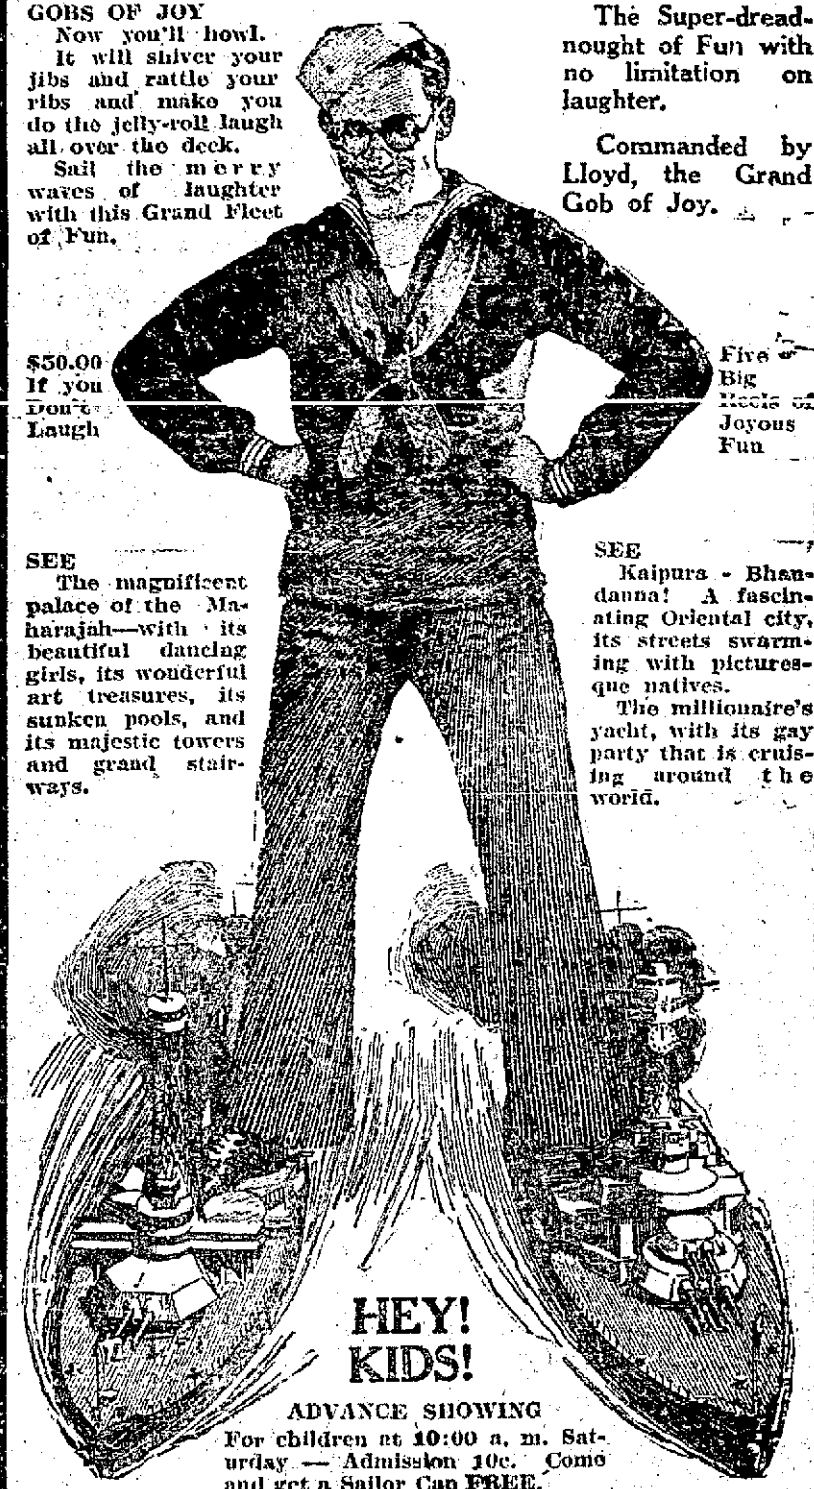 GOBS OF JOY
Now you'll howl.
It will shiver your
jibs and rattle your
ribs and make you
do the jelly-roll laugh
all over the deck.
Sail the merry
waves of laughter
with this Grand Fleet
of Fun.
The Super-dread-
nought of Fun with
no limitation on
laughter.
Commanded by
Lloyd, the Grand
Gob of Joy.
$50.00
If you
Don't
Laugh
Five
Big
Reels of
Joyous
Fun
SEE
The magnificent
palace of the Ma-
harajah—with its
beautiful dancing
girls, its wonderful
art treasures, its
sunken pools, and
its majestic towers
and grand stair-
ways.
SEE
Kaipura - Bhan-
danna! A fascin-
ating Oriental city,
its streets swarm-
ing with pictures-
que natives.
The millionaire's
yacht, with its gay
party that is cruis-
ing around the
world.
HEY!
KIDS!
ADVANCE SHOWING
For children at 10:00 a. m. Sat-
urday — Admission 10c. Come
and get a Sailor Cap FREE.